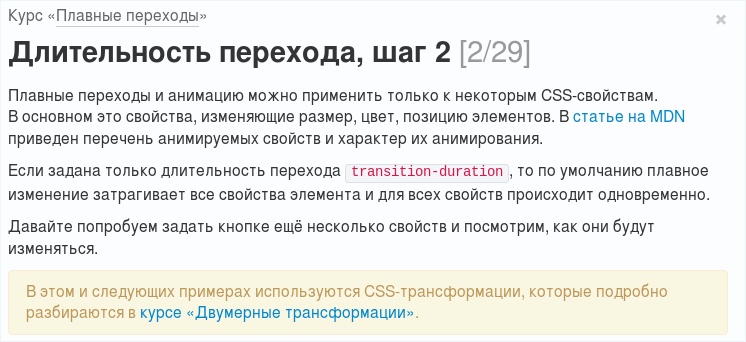 Курс «Плавные переходы»
×
Длительность перехода, шаг 2 [2/29]
Плавные переходы и анимацию можно применить только к некоторым CSS-свойствам.
В основном это свойства, изменяющие размер, цвет, позицию элементов. В статье на MDN
приведен перечень анимируемых свойств и характер их анимирования.
Если задана только длительность перехода transition-duration, то по умолчанию плавное
изменение затрагивает все свойства элемента и для всех свойств происходит одновременно.
Давайте попробуем задать кнопке ещё несколько свойств и посмотрим, как они будут
изменяться.
В этом и следующих примерах используются CSS-трансформации, которые подробно
разбираются в курсе «Двумерные трансформации».